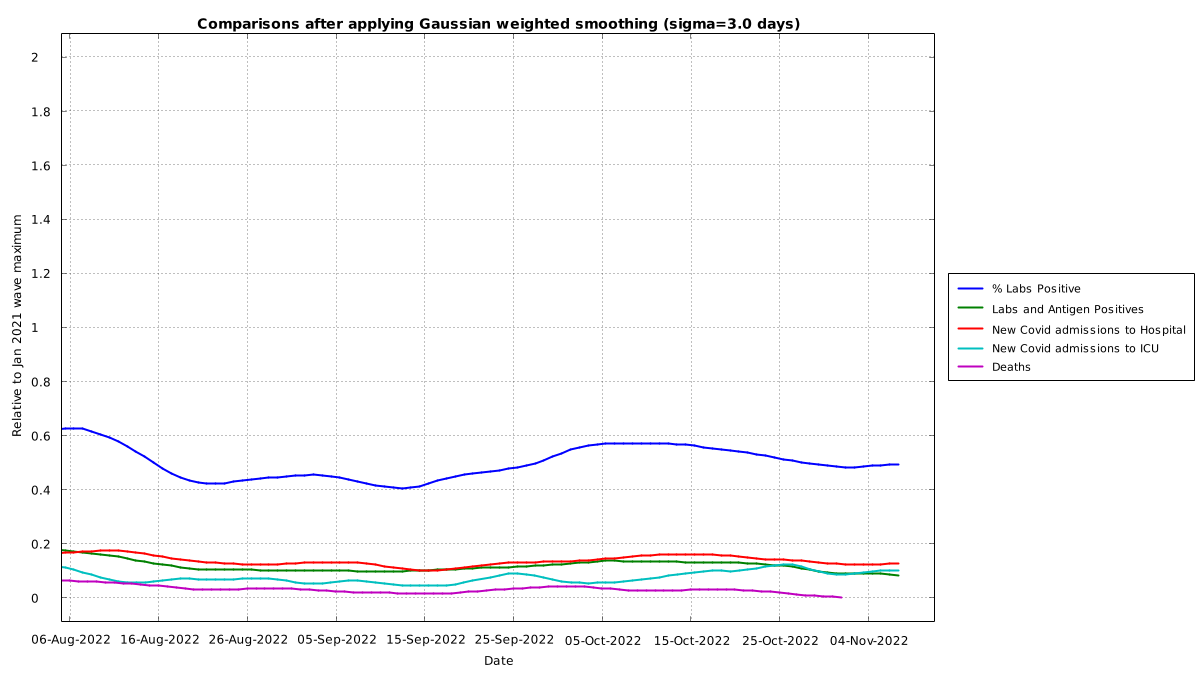 Comparisons after applying Gaussian weighted smoothing (sigma=3.0 days)
Relative to Jan 2021 wave maximum
2
1.8
1.6
1.4
1.2
1
0.8
0.6
0.4
0.2
0
06-Aug-2022 16-Aug-2022 26-Aug-2022 05-Sep-2022 15-Sep-2022 25-Sep-2022 05-Oct-2022 15-Oct-2022 25-Oct-2022 04-Nov-2022
Date
% Labs Positive
Labs and Antigen Positives
New Covid admissions to Hospital
New Covid admissions to ICU
Deaths